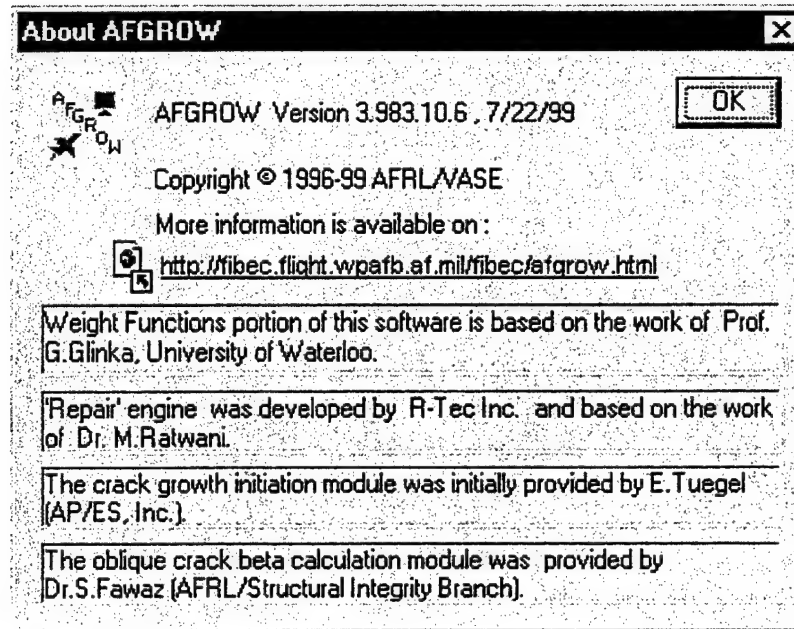 About AFGROW
AFGROW
AFGROW Version 3.983.10.6 , 7/22/99
OK
Copyright © 1996-99 AFRL/VASE
More information is available on :
http://fibec.flight.wpafb.af.mil/fibec/afgrow.html
Weight Functions portion of this software is based on the work of Prof.
G.Glinka, University of Waterloo.
'Repair' engine was developed by R-Tec Inc. and based on the work
of Dr. M.Ratwani.
The crack growth initiation module was initially provided by E.Tuegel
(AP/ES, Inc.).
The oblique crack beta calculation module was provided by
Dr.S.Fawaz (AFRL/Structural Integrity Branch).